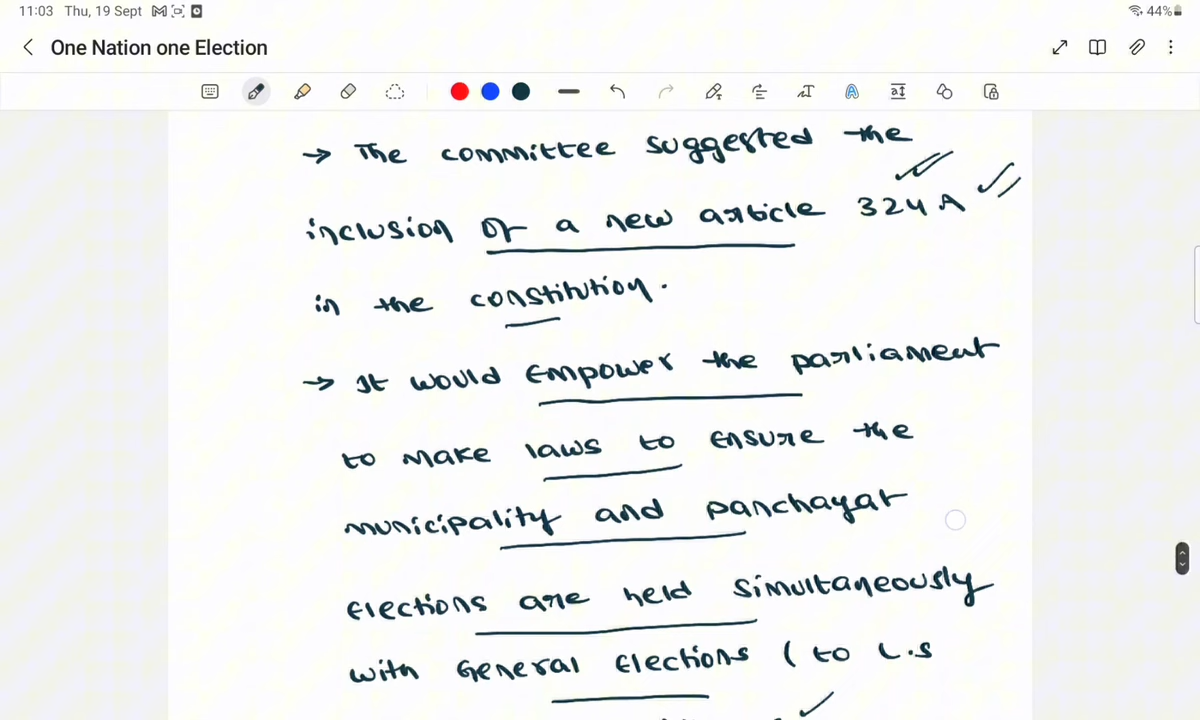 11:03 Thu, 19 Sept M 44%
One Nation one Election
→ The committee suggested the
inclusion of a new article 324A
in the constitution.
→ It would Empower the parliament
to make laws to Ensure the
municipality and panchayat
Elections are held simultaneously
with General Elections ( to L.S